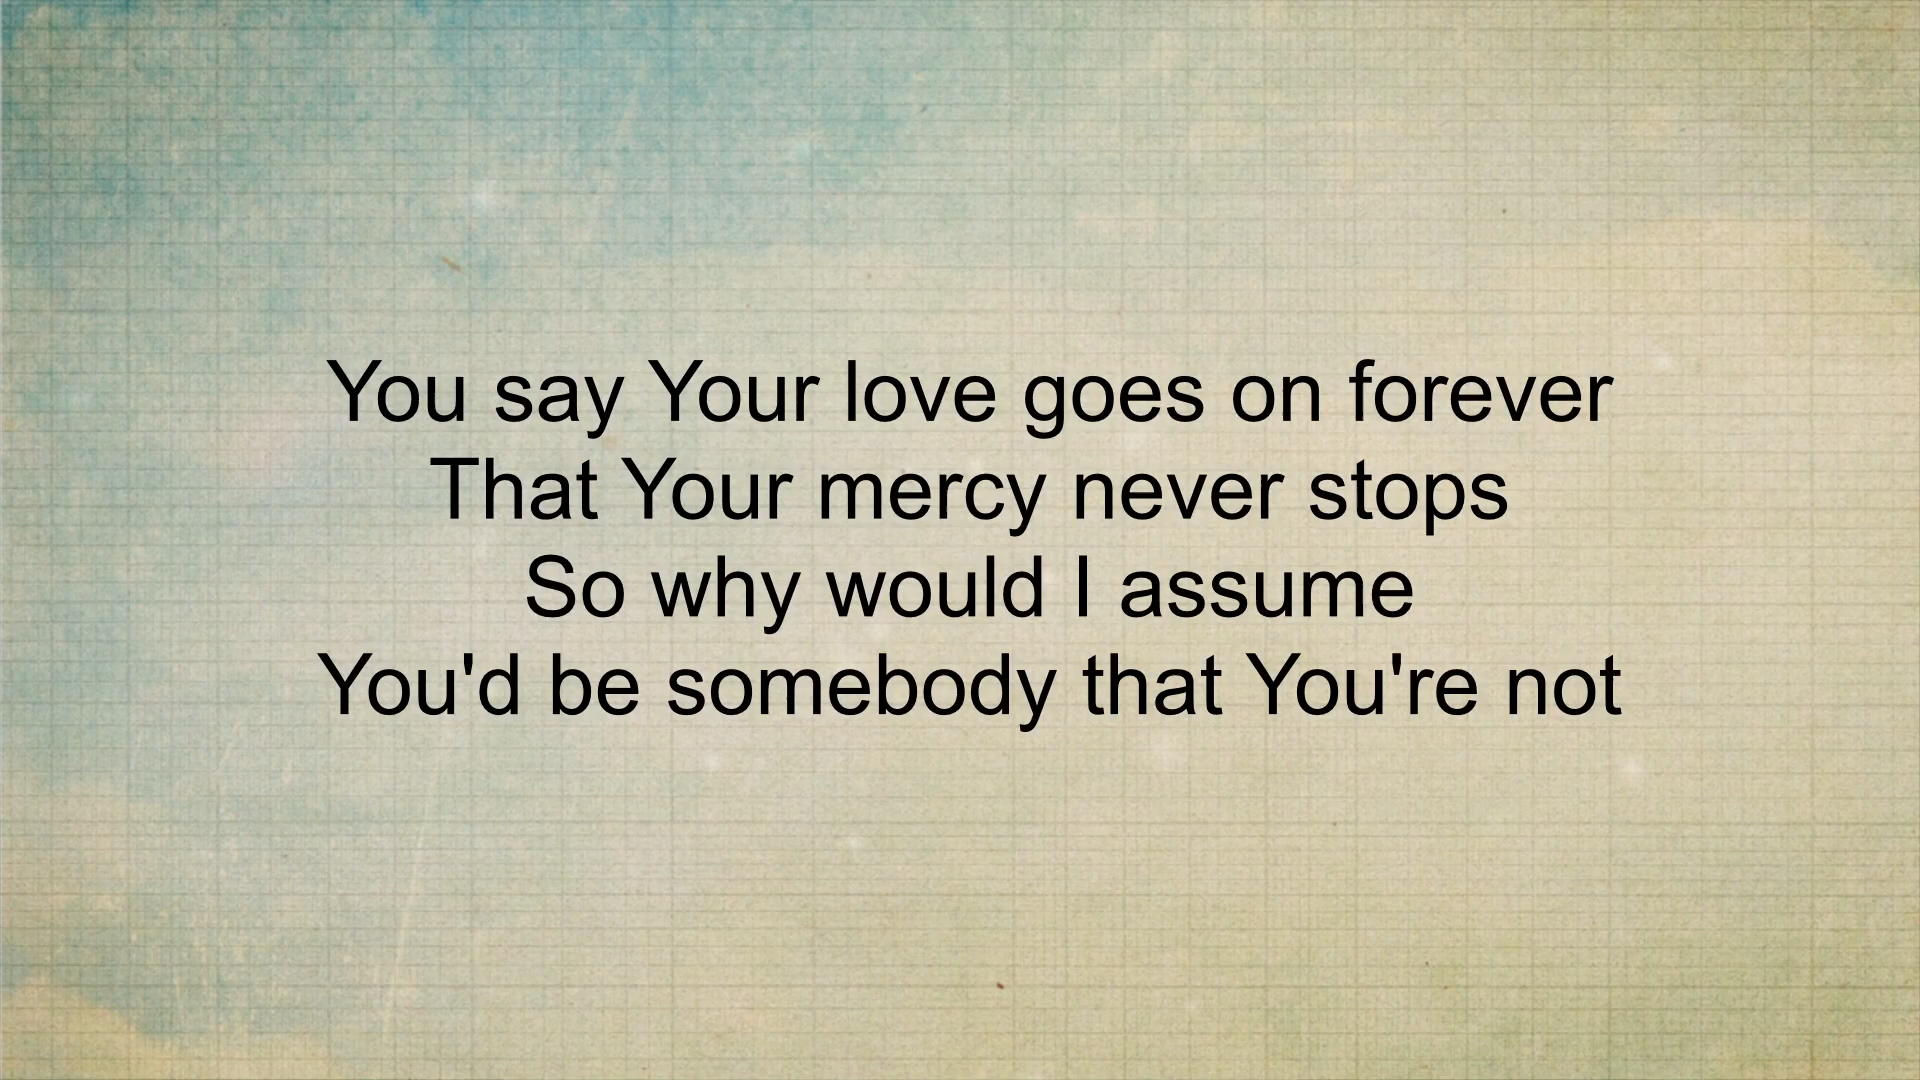 You say Your love goes on forever
That Your mercy never stops
So why would I assume
You'd be somebody that You're not